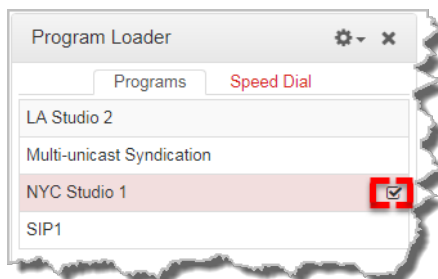 Program Loader
Programs Speed Dial
LA Studio 2
Multi-unicast Syndication
NYC Studio 1
SIP1